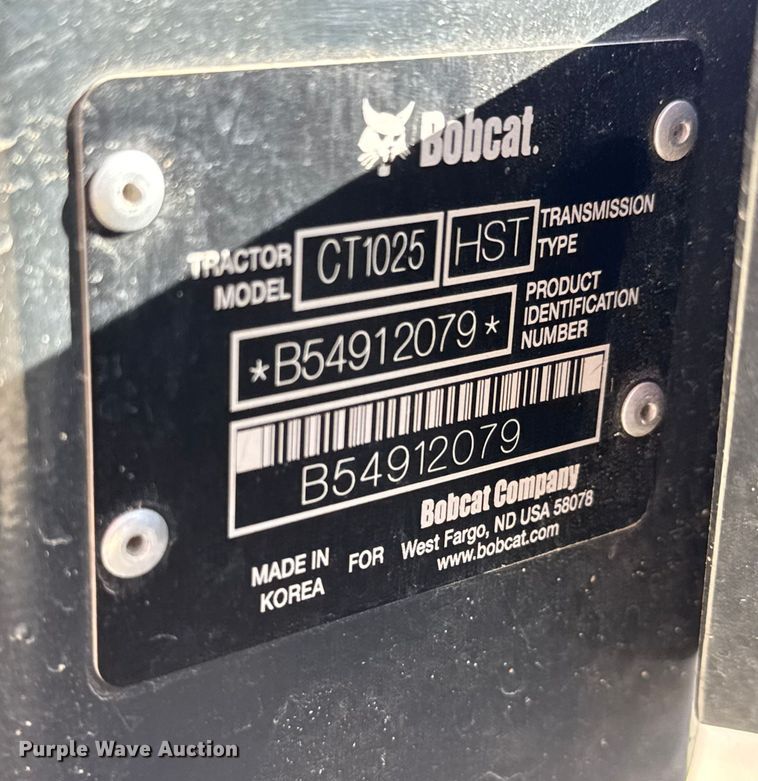 Bobcat.
TRACTOR MODEL
CT1025
HST
TRANSMISSION TYPE
*B54912079*
PRODUCT IDENTIFICATION NUMBER
B54912079
Bobcat Company
West Fargo, ND USA 58078
www.bobcat.com
MADE IN KOREA
FOR
Purple Wave Auction